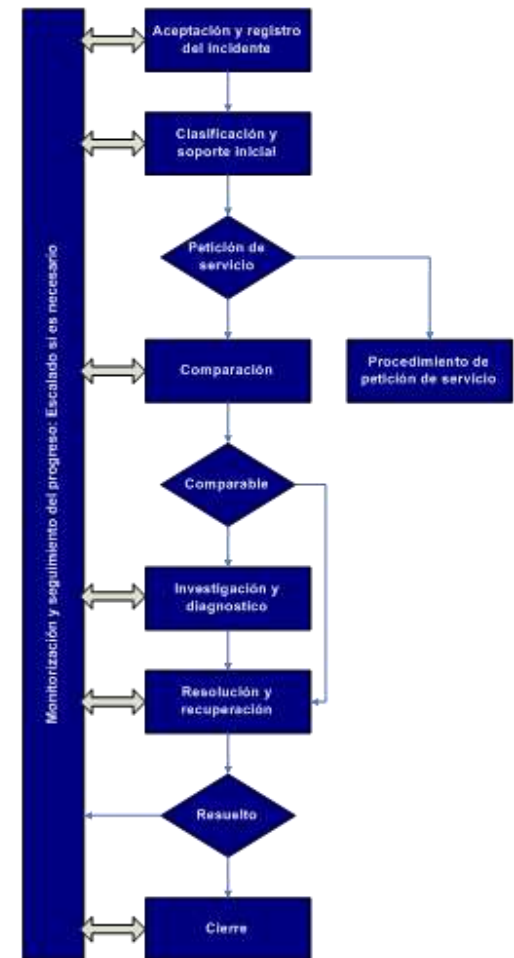 Aceptación y registro
del incidente
Clasificación y
soporte inicial
Petición de
servicio
Procedimiento de
petición de servicio
Comparación
Comparable
Investigación y
diagnostico
Resolución y
recuperación
Resuelto
Cierre
Monitorización y seguimiento del progreso: Escalado si es necesario